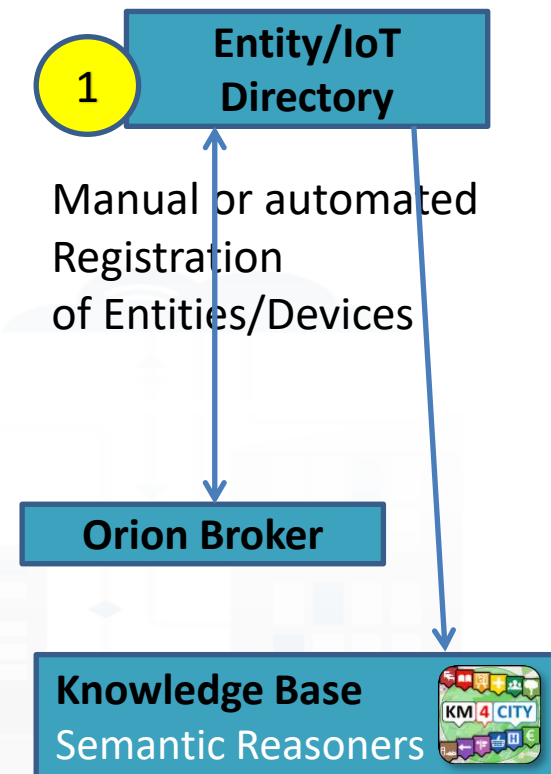 Entity/IoT
Directory
1
Manual or automated
Registration
of Entities/Devices
Orion Broker
Knowledge Base
Semantic Reasoners
KM 4 CITY